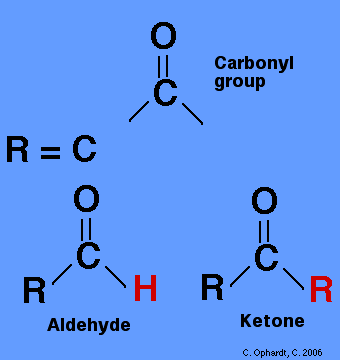 O
C
Carbonyl
group
R = C
O
C
R H
Aldehyde
O
C
R R
Ketone
C. Ophardt, C. 2006